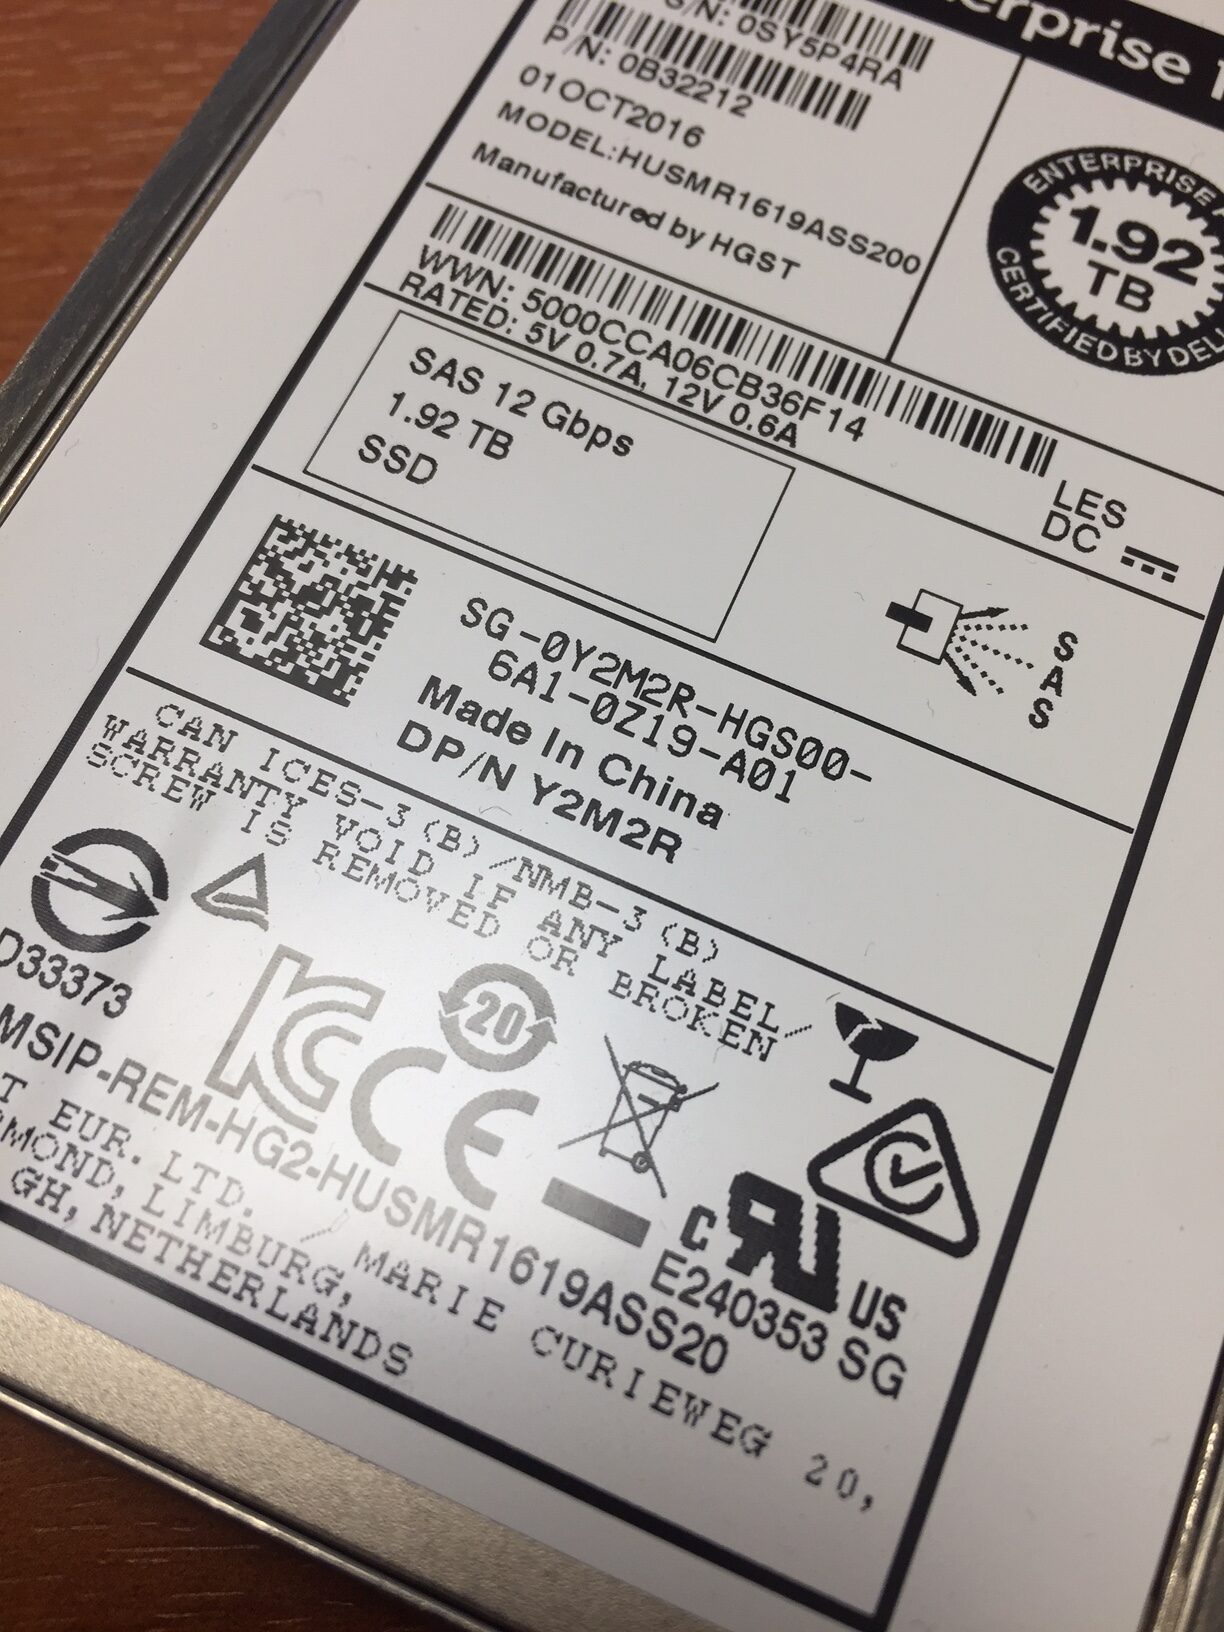 S/N: 0SY5P4RA
P/N: 0B32212
01OCT2016
MODEL:HUSMR1619ASS200
Manufactured by HGST
ENTERPRISE
1.92
TB
CERTIFIED BY DELL
WWN: 5000CCA06CB36F14
RATED: 5V 0.7A, 12V 0.6A
LES
DC
SAS 12 Gbps
1.92 TB
SSD
SAS
SG-0Y2M2R-HGS00-
6A1-0Z19-A01
Made In China
DP/N Y2M2R
CAN ICES-3(B)/NMB-3(B)
WARRANTY VOID IF ANY LABEL/
SCREW IS REMOVED OR BROKEN
D33373
20
CE
MSIP-REM-HG2-HUSMR1619ASS20
c RU US
E240353 SG
T EUR. LTD. / MARIE CURIEWEG 20,
MOND, LIMBURG,
GH, NETHERLANDS